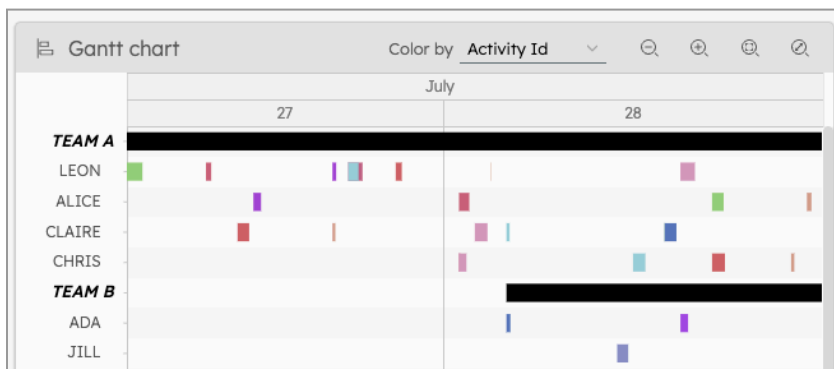 Gantt chart Color by Activity Id
July
27 28
TEAM A
LEON
ALICE
CLAIRE
CHRIS
TEAM B
ADA
JILL